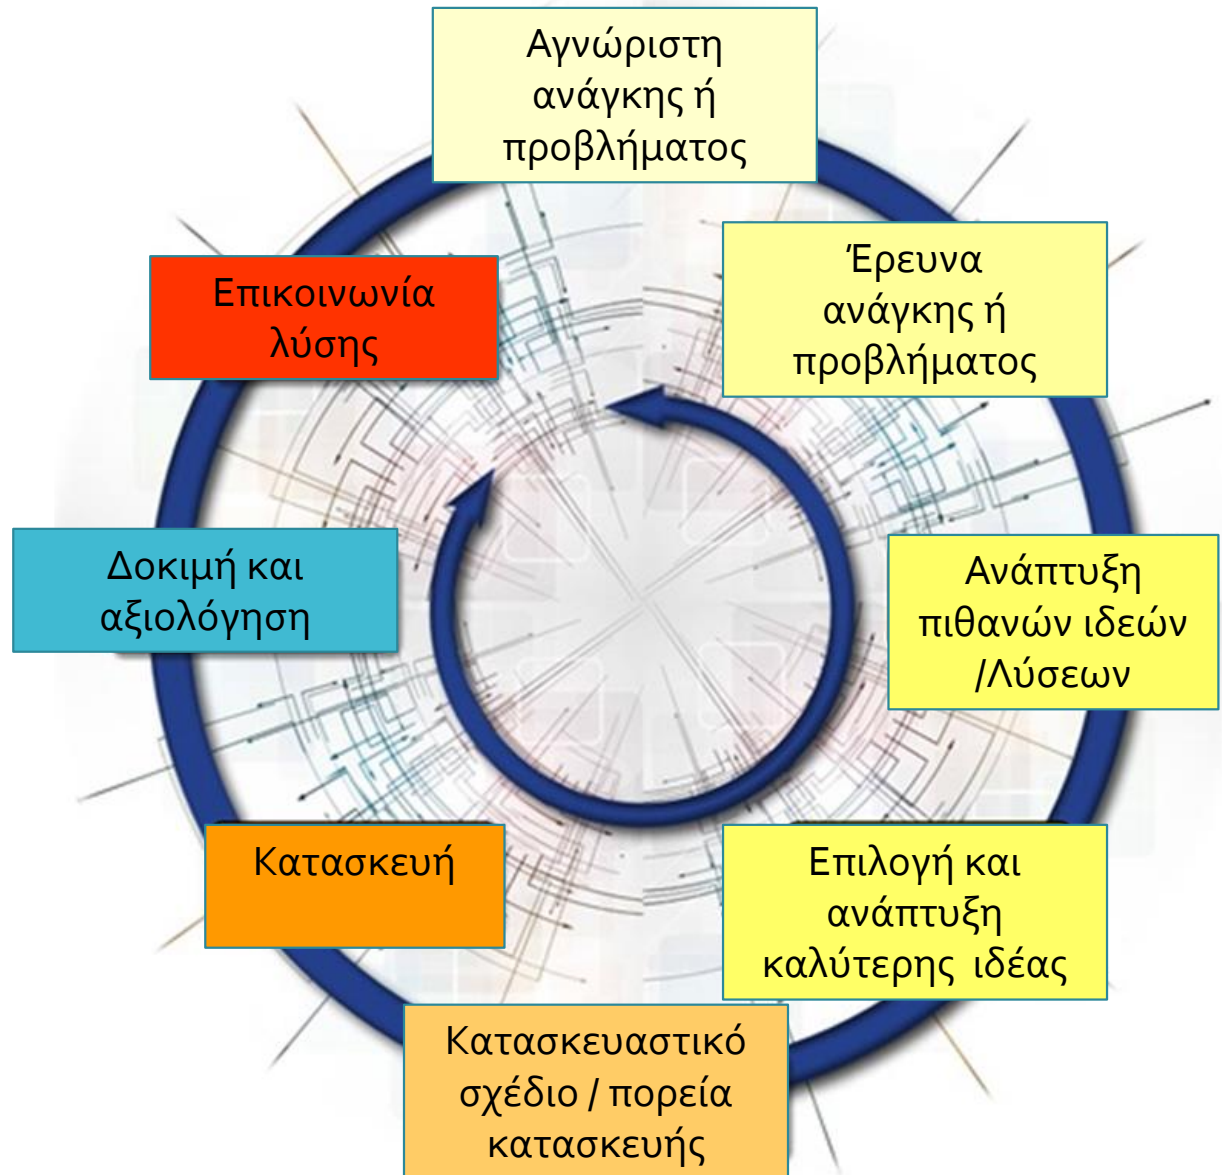 Αγνώριστη
ανάγκης ή
προβλήματος
Έρευνα
ανάγκης ή
προβλήματος
Ανάπτυξη
πιθανών ιδεών
/Λύσεων
Επιλογή και
ανάπτυξη
καλύτερης ιδέας
Κατασκευαστικό
σχέδιο / πορεία
κατασκευής
Κατασκευή
Δοκιμή και
αξιολόγηση
Επικοινωνία
λύσης